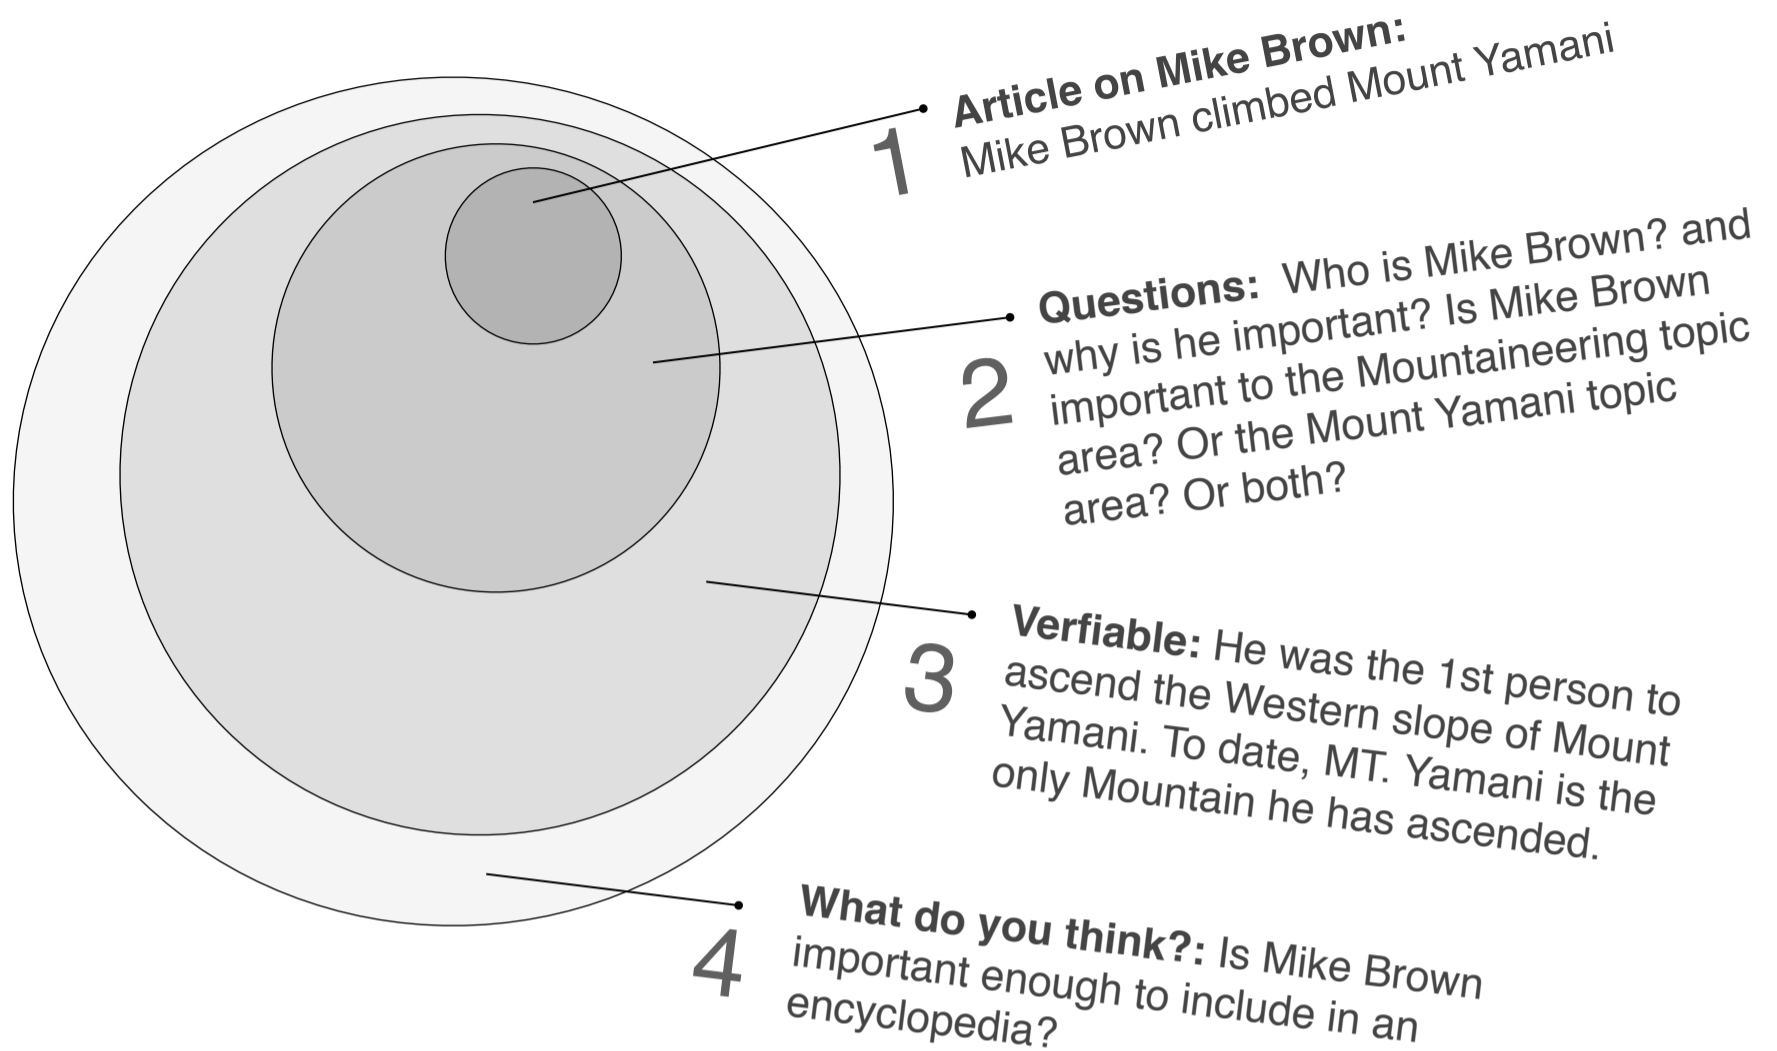 Article on Mike Brown:
Mike Brown climbed Mount Yamani
1
Questions: Who is Mike Brown? and
why is he important? Is Mike Brown
important to the Mountaineering topic
area? Or the Mount Yamani topic
area? Or both?
2
Verfiable: He was the 1st person to
ascend the Western slope of Mount
Yamani. To date, MT. Yamani is the
only Mountain he has ascended.
3
What do you think?: Is Mike Brown
important enough to include in an
encyclopedia?
4